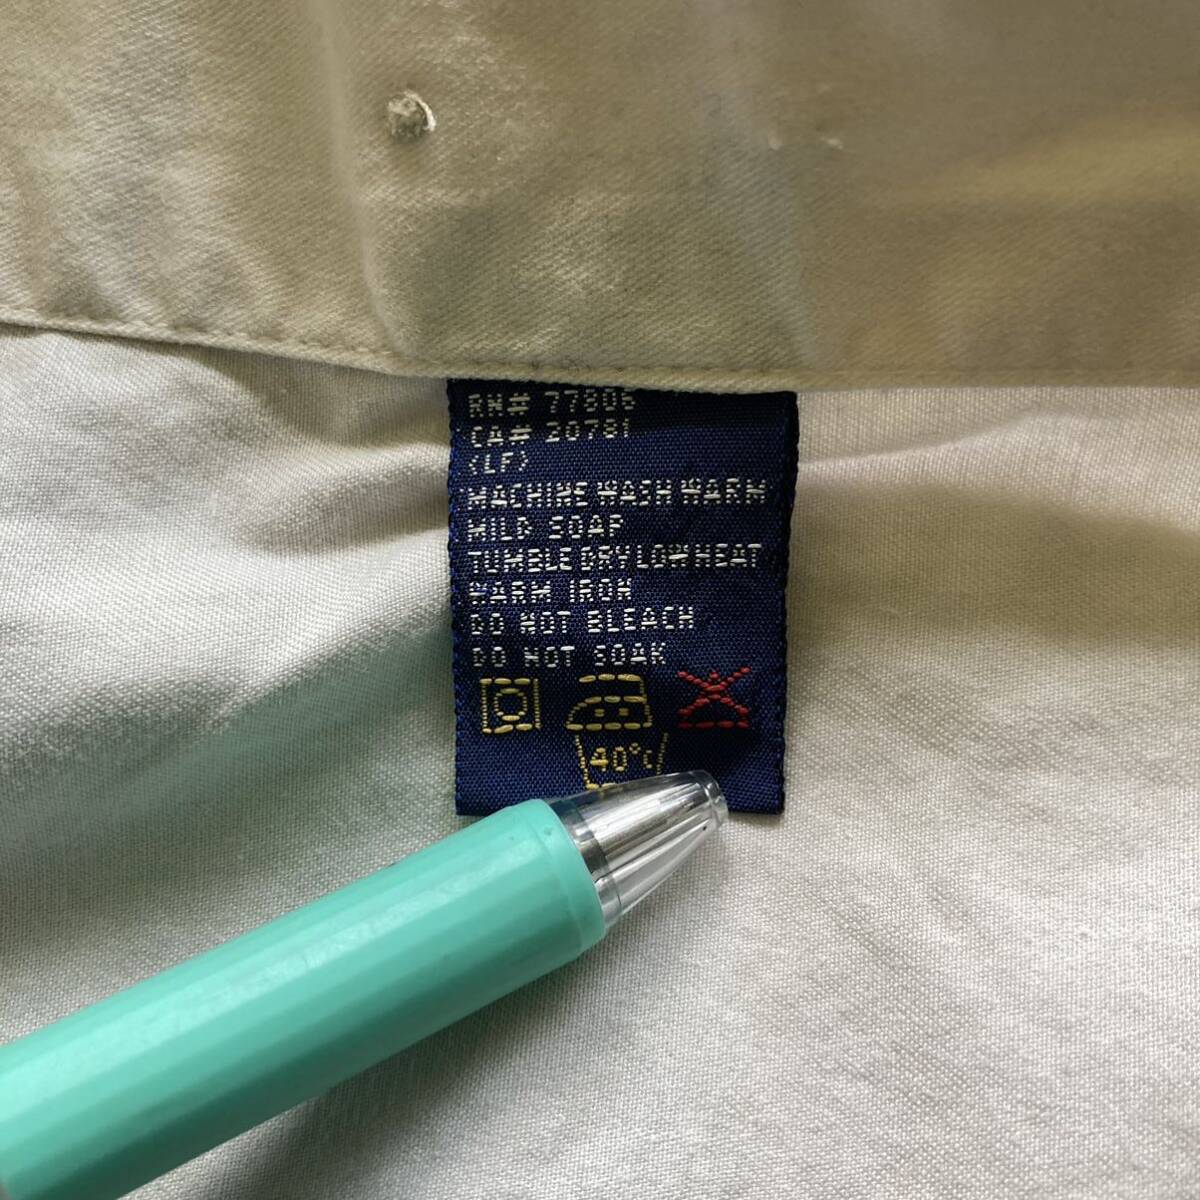 RN# 77806
CA# 20781
(LF)
MACHINE WASH WARM
MILD SOAP
TUMBLE DRY LOW HEAT
WARM IRON
DO NOT BLEACH
DO NOT SOAK
40°C